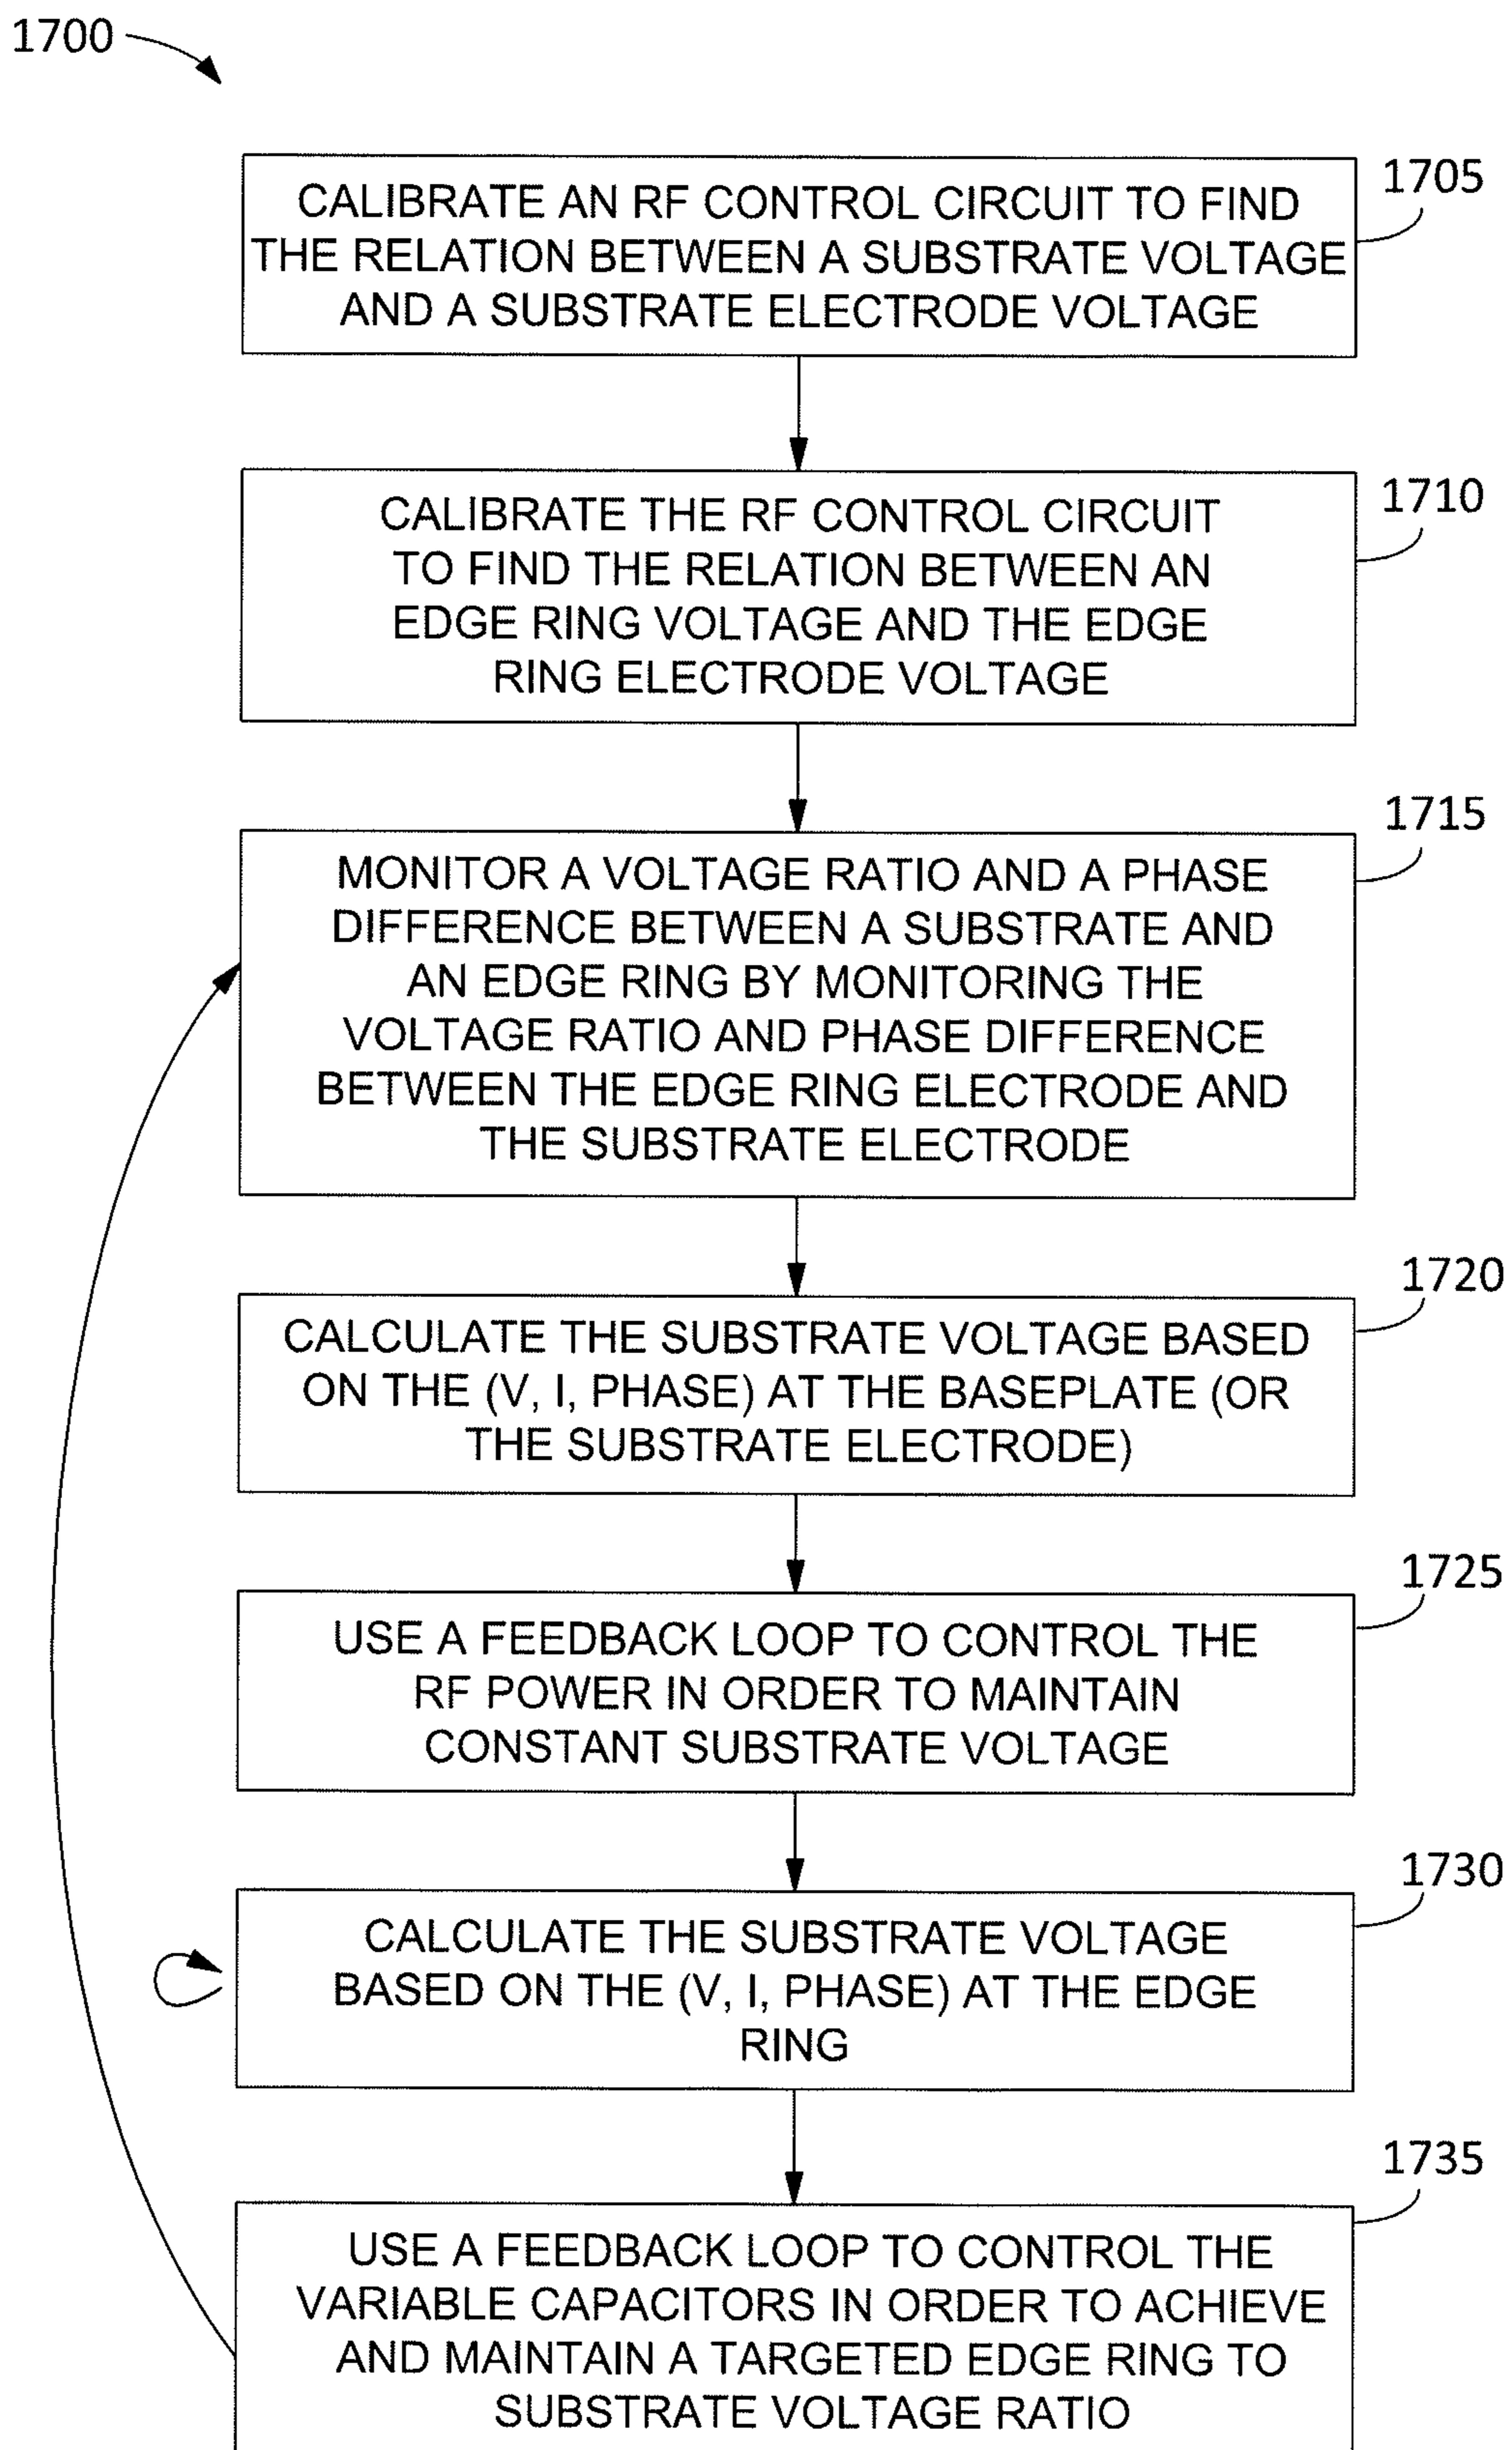 1700
1705
CALIBRATE AN RF CONTROL CIRCUIT TO FIND
THE RELATION BETWEEN A SUBSTRATE VOLTAGE
AND A SUBSTRATE ELECTRODE VOLTAGE
1710
CALIBRATE THE RF CONTROL CIRCUIT
TO FIND THE RELATION BETWEEN AN
EDGE RING VOLTAGE AND THE EDGE
RING ELECTRODE VOLTAGE
1715
MONITOR A VOLTAGE RATIO AND A PHASE
DIFFERENCE BETWEEN A SUBSTRATE AND
AN EDGE RING BY MONITORING THE
VOLTAGE RATIO AND PHASE DIFFERENCE
BETWEEN THE EDGE RING ELECTRODE AND
THE SUBSTRATE ELECTRODE
1720
CALCULATE THE SUBSTRATE VOLTAGE BASED
ON THE (V, I, PHASE) AT THE BASEPLATE (OR
THE SUBSTRATE ELECTRODE)
1725
USE A FEEDBACK LOOP TO CONTROL THE
RF POWER IN ORDER TO MAINTAIN
CONSTANT SUBSTRATE VOLTAGE
1730
CALCULATE THE SUBSTRATE VOLTAGE
BASED ON THE (V, I, PHASE) AT THE EDGE
RING
1735
USE A FEEDBACK LOOP TO CONTROL THE
VARIABLE CAPACITORS IN ORDER TO ACHIEVE
AND MAINTAIN A TARGETED EDGE RING TO
SUBSTRATE VOLTAGE RATIO